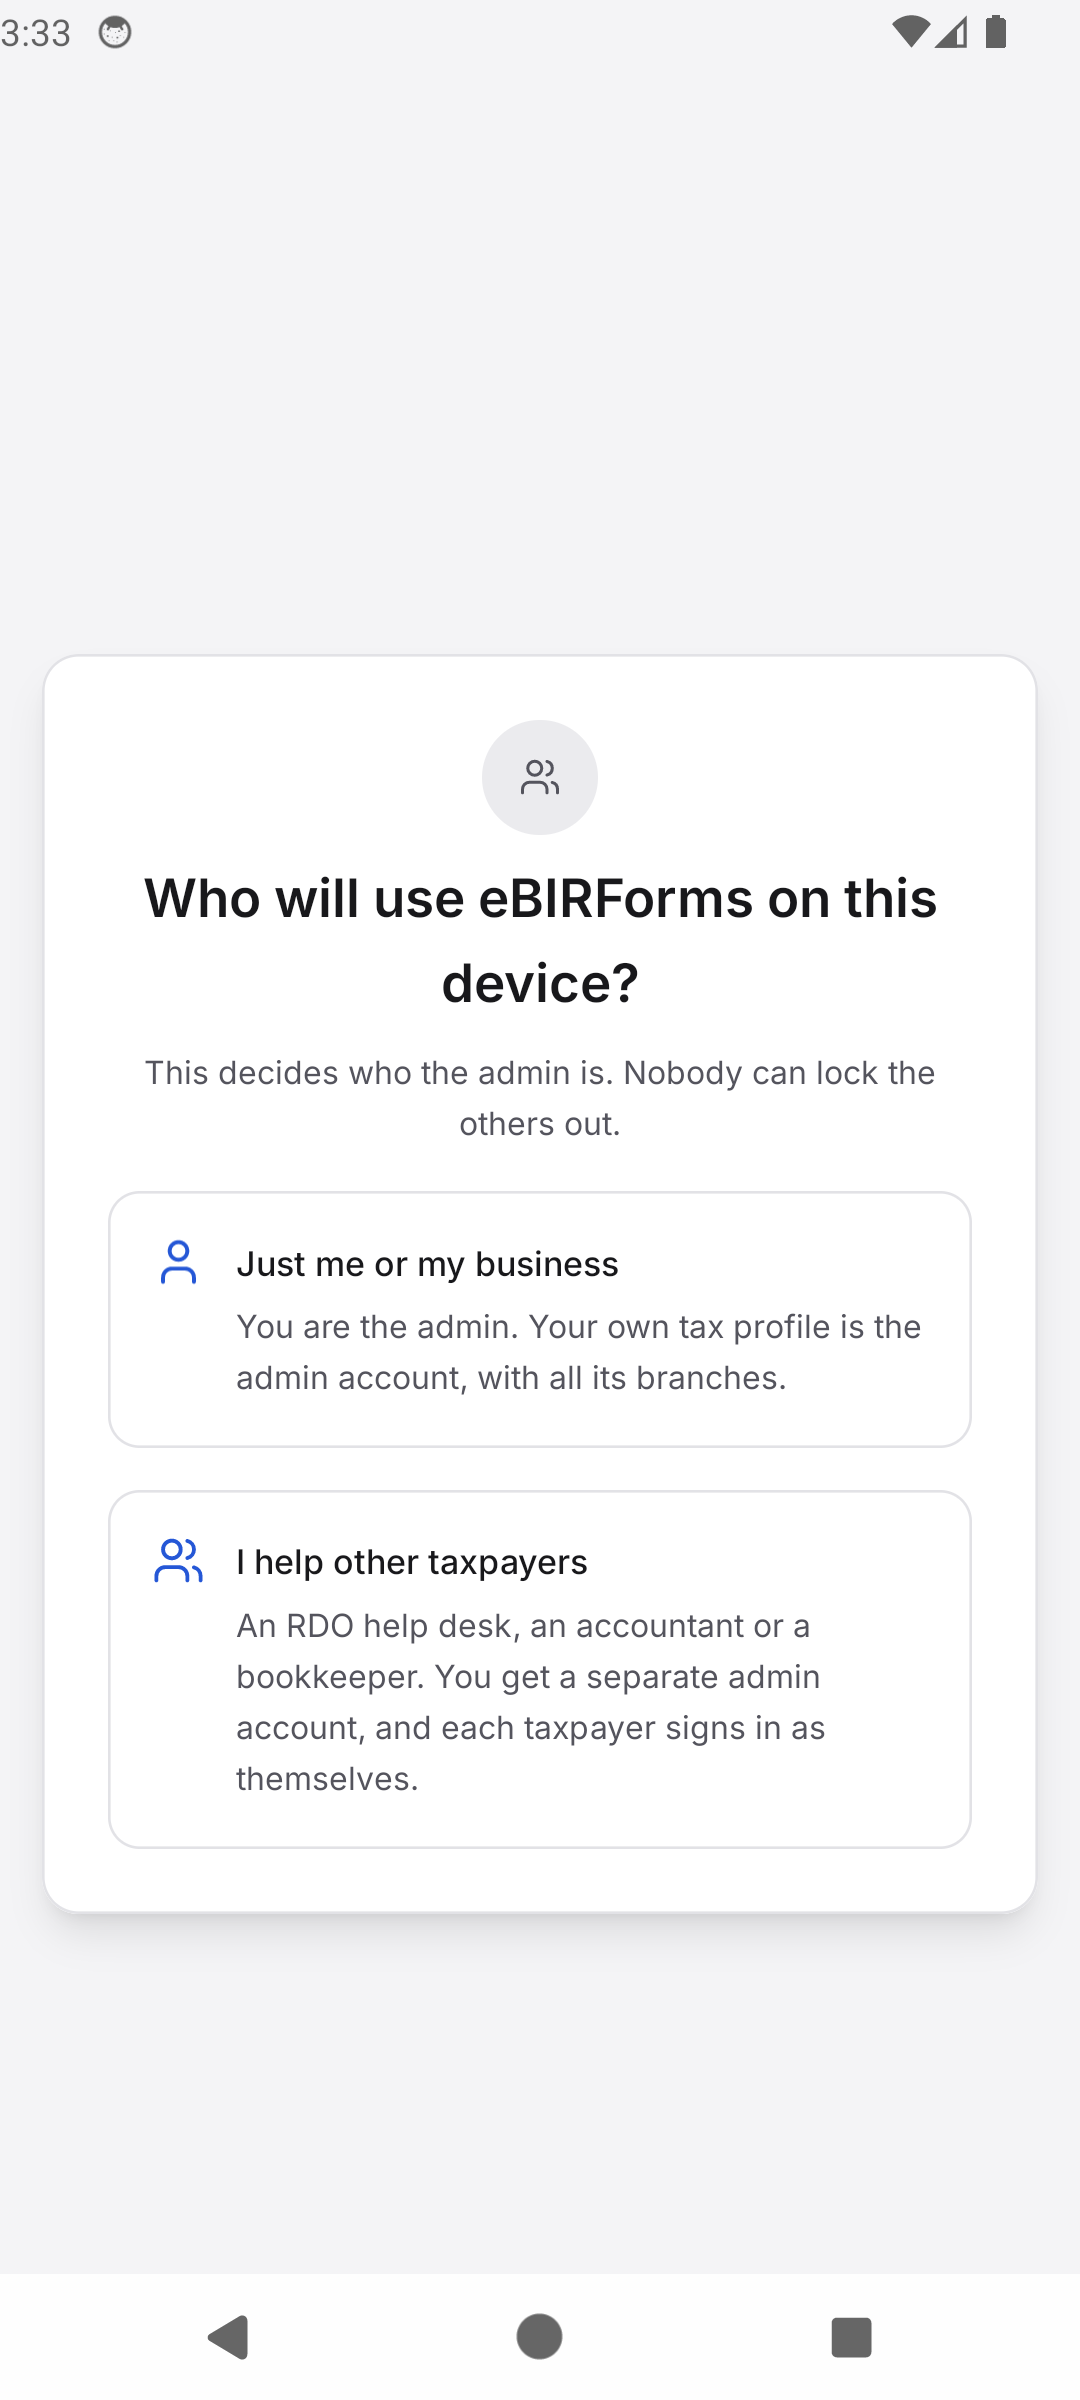 3:33
Who will use eBIRForms on this
device?
This decides who the admin is. Nobody can lock the
others out.
Just me or my business
You are the admin. Your own tax profile is the
admin account, with all its branches.
I help other taxpayers
An RDO help desk, an accountant or a
bookkeeper. You get a separate admin
account, and each taxpayer signs in as
themselves.